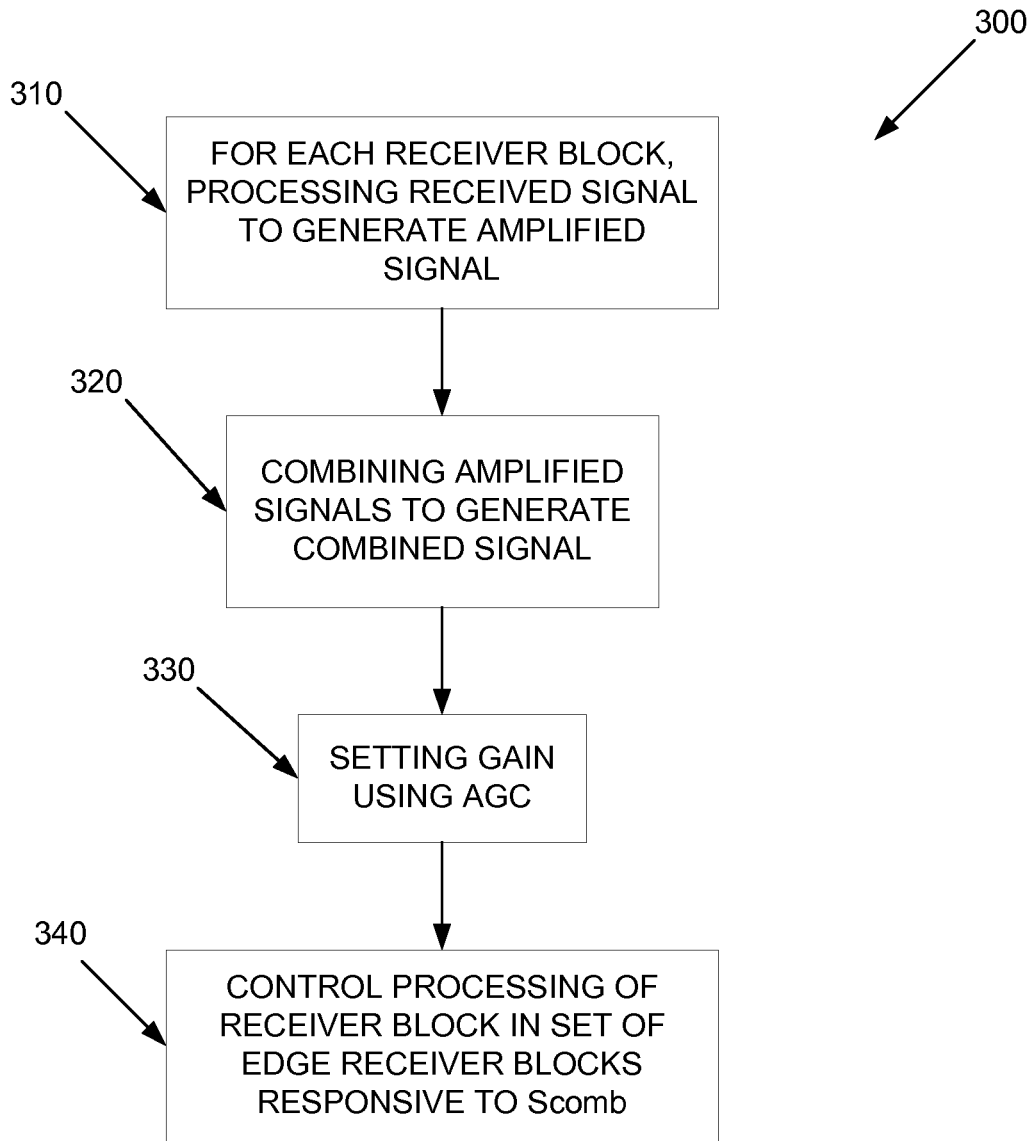 300
310
FOR EACH RECEIVER BLOCK,
PROCESSING RECEIVED SIGNAL
TO GENERATE AMPLIFIED
SIGNAL
320
COMBINING AMPLIFIED
SIGNALS TO GENERATE
COMBINED SIGNAL
330
SETTING GAIN
USING AGC
340
CONTROL PROCESSING OF
RECEIVER BLOCK IN SET OF
EDGE RECEIVER BLOCKS
RESPONSIVE TO Scomb